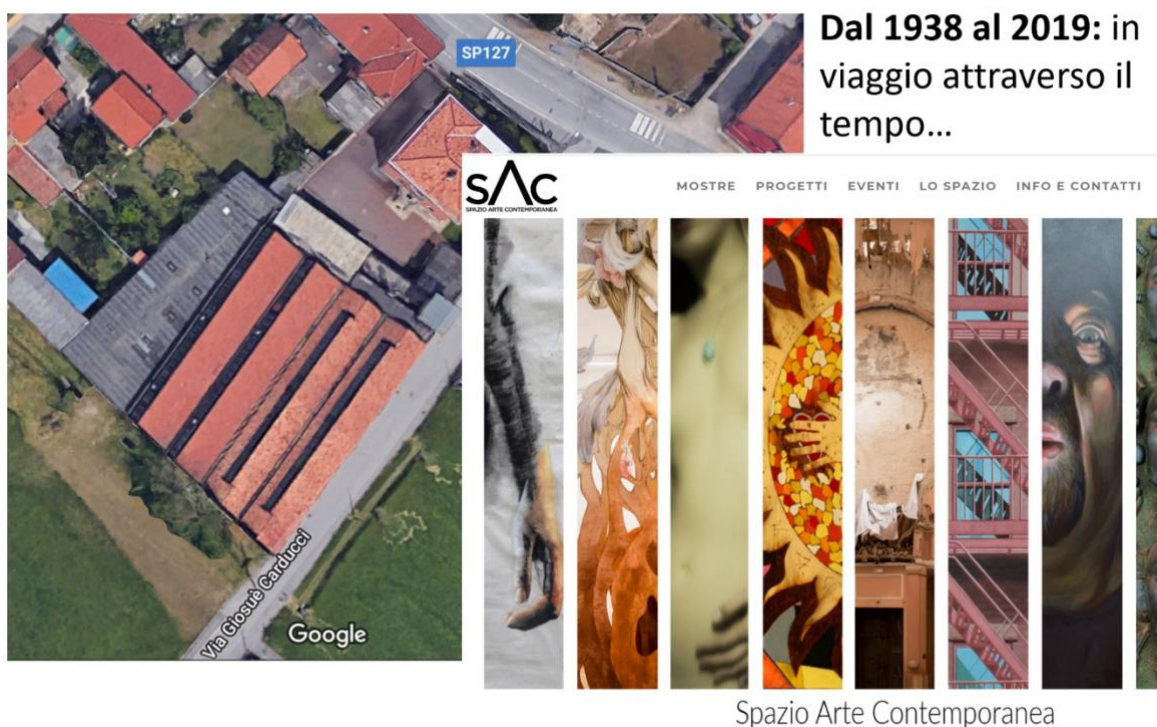 Dal 1938 al 2019: in
viaggio attraverso il
tempo...
SP127
SAC
SPAZIO ARTE CONTEMPORANEA
MOSTRE PROGETTI EVENTI LO SPAZIO INFO E CONTATTI
Via Giosuè Carducci
Google
Spazio Arte Contemporanea